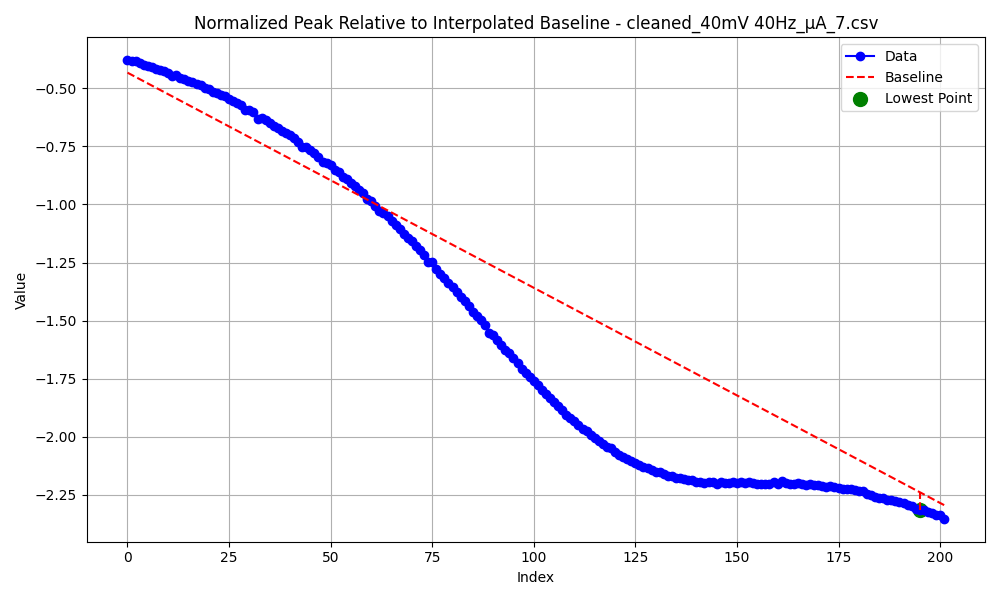 Normalized Peak Relative to Interpolated Baseline - cleaned_40mV 40Hz_μA_7.csv
Data
Baseline
Lowest Point
−0.50
−0.75
−1.00
−1.25
−1.50
−1.75
−2.00
−2.25
Value
0 25 50 75 100 125 150 175 200
Index